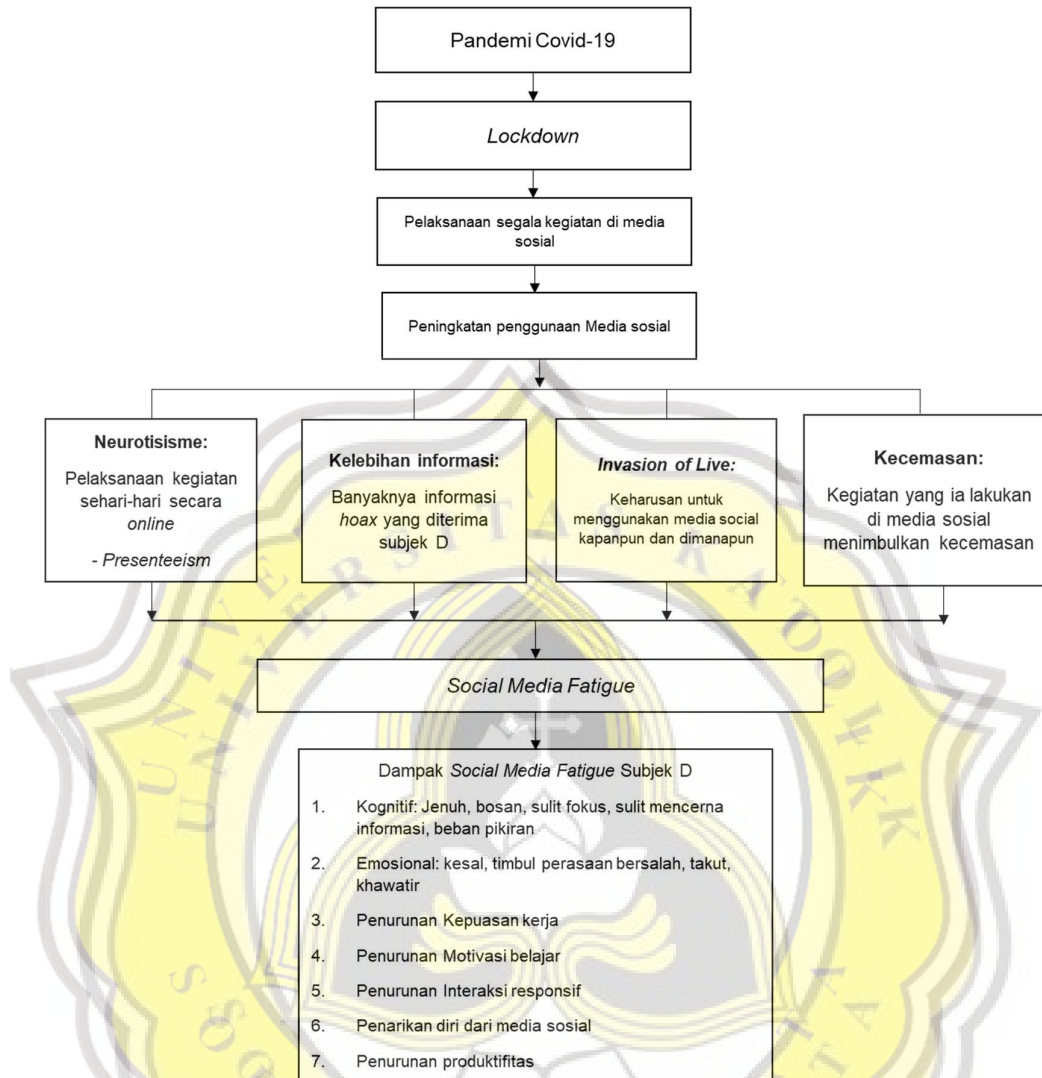 Pandemi Covid-19
Lockdown
Pelaksanaan segala kegiatan di media
sosial
Peningkatan penggunaan Media sosial
Neurotisisme:
Pelaksanaan kegiatan
sehari-hari secara
online
- Presenteeism
Kelebihan informasi:
Banyaknya informasi
hoax yang diterima
subjek D
Invasion of Live:
Keharusan untuk
menggunakan media social
kapanpun dan dimanapun
Kecemasan:
Kegiatan yang ia lakukan
di media sosial
menimbulkan kecemasan
Social Media Fatigue
Dampak Social Media Fatigue Subjek D
1. Kognitif: Jenuh, bosan, sulit fokus, sulit mencerna
informasi, beban pikiran
2. Emosional: kesal, timbul perasaan bersalah, takut,
khawatir
3. Penurunan Kepuasan kerja
4. Penurunan Motivasi belajar
5. Penurunan Interaksi responsif
6. Penarikan diri dari media sosial
7. Penurunan produktifitas
UNIVERSITAS KATOLIK